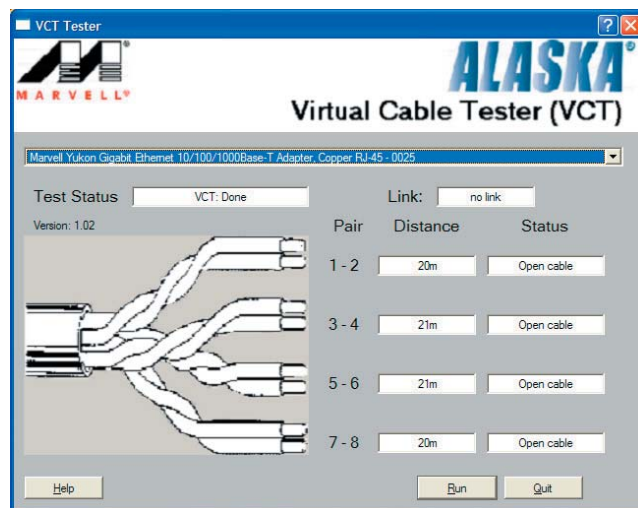 VCT Tester
MARVELL®
ALASKA®
Virtual Cable Tester (VCT)
Marvell Yukon Gigabit Ethernet 10/100/1000Base-T Adapter, Copper RJ-45 - 0025
Test Status VCT: Done Link: no link
Version: 1.02
Pair Distance Status
1 - 2 20m Open cable
3 - 4 21m Open cable
5 - 6 21m Open cable
7 - 8 20m Open cable
Help Run Quit